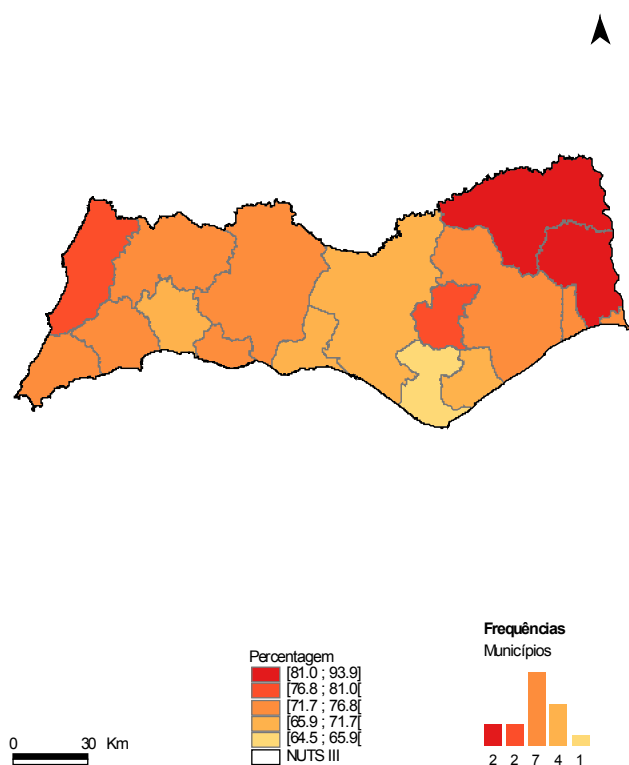 Frequências
Municípios
Percentagem
[81.0 ; 93.9]
[76.8 ; 81.0[
[71.7 ; 76.8[
[65.9 ; 71.7[
[64.5 ; 65.9[
NUTS III
0 30 Km
2 2 7 4 1